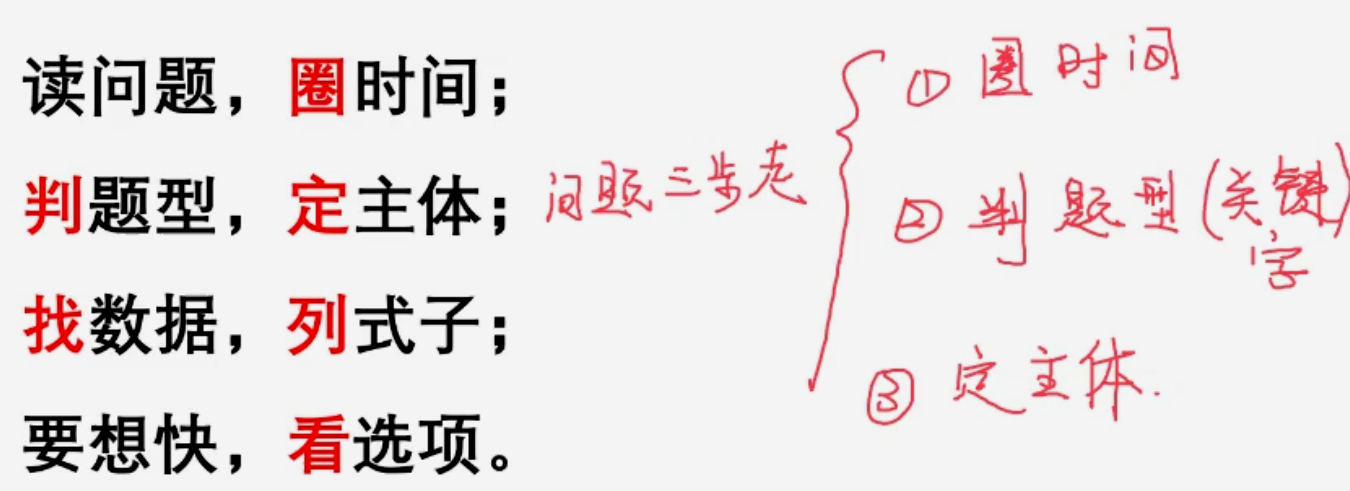 读问题，圈时间；
判题型，定主体；
找数据，列式子；
要想快，看选项。
问题三步走
①圈时间
②判题型(关键字)
③定主体.